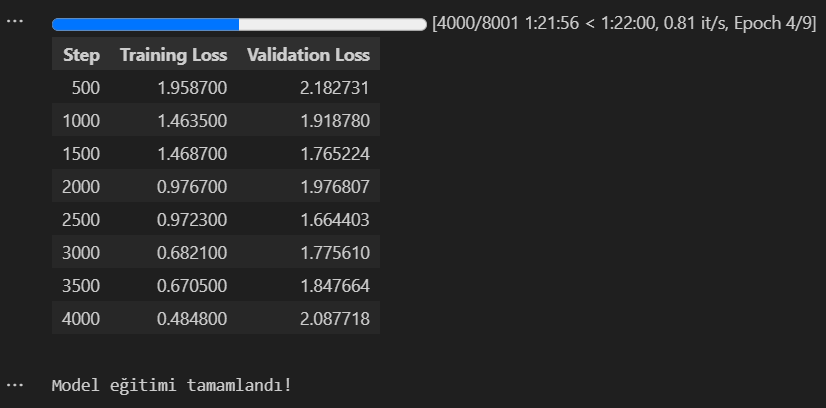 ... [4000/8001 1:21:56 < 1:22:00, 0.81 it/s, Epoch 4/9]
Step Training Loss Validation Loss
500 1.958700 2.182731
1000 1.463500 1.918780
1500 1.468700 1.765224
2000 0.976700 1.976807
2500 0.972300 1.664403
3000 0.682100 1.775610
3500 0.670500 1.847664
4000 0.484800 2.087718
... Model eğitimi tamamlandı!